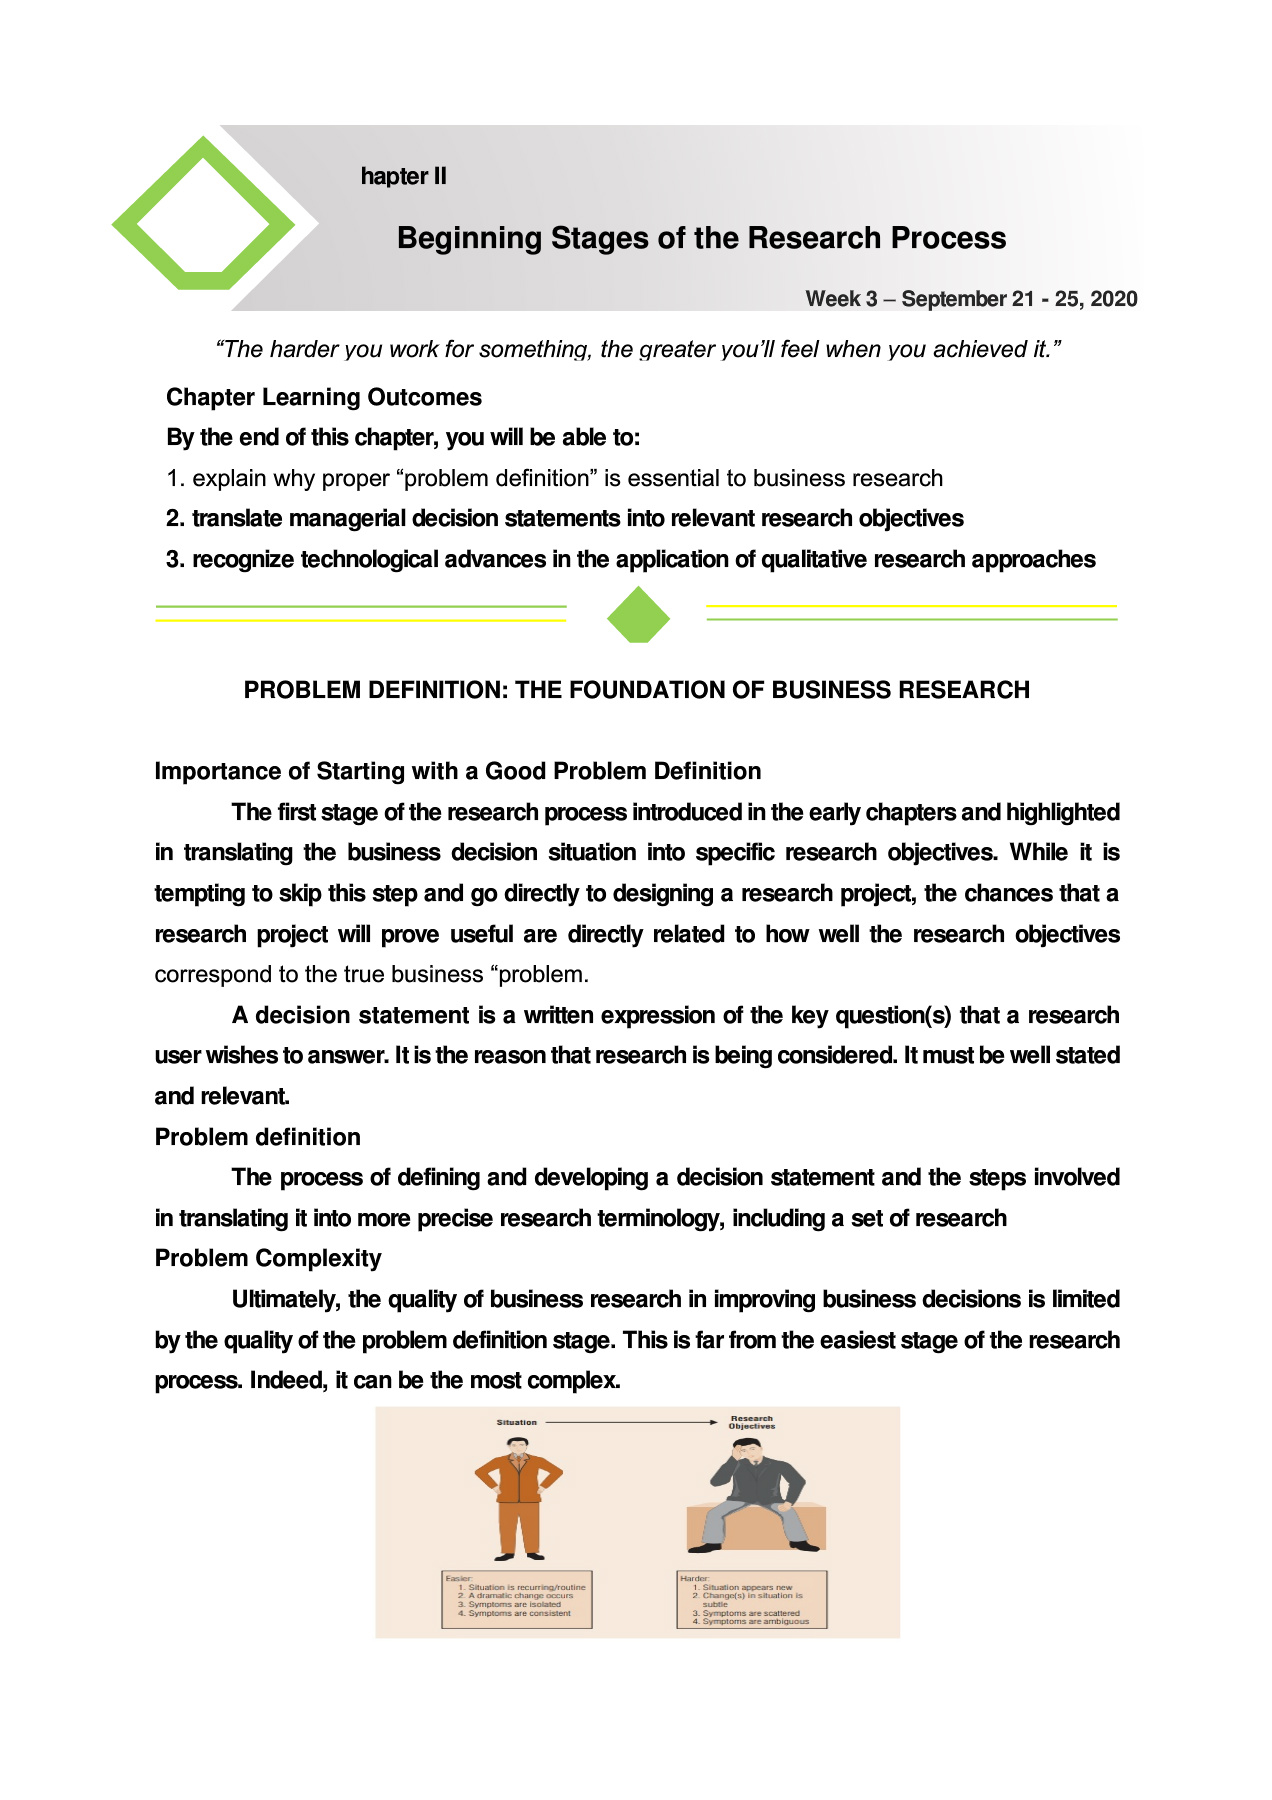 hapter II
Beginning Stages of the Research Process
Week 3 – September 21 - 25, 2020
“The harder you work for something, the greater you’ll feel when you achieved it.”
Chapter Learning Outcomes
By the end of this chapter, you will be able to:
1. explain why proper “problem definition” is essential to business research
2. translate managerial decision statements into relevant research objectives
3. recognize technological advances in the application of qualitative research approaches
PROBLEM DEFINITION: THE FOUNDATION OF BUSINESS RESEARCH
Importance of Starting with a Good Problem Definition
The first stage of the research process introduced in the early chapters and highlighted
in translating the business decision situation into specific research objectives. While it is
tempting to skip this step and go directly to designing a research project, the chances that a
research project will prove useful are directly related to how well the research objectives
correspond to the true business “problem.
A decision statement is a written expression of the key question(s) that a research
user wishes to answer. It is the reason that research is being considered. It must be well stated
and relevant.
Problem definition
The process of defining and developing a decision statement and the steps involved
in translating it into more precise research terminology, including a set of research
Problem Complexity
Ultimately, the quality of business research in improving business decisions is limited
by the quality of the problem definition stage. This is far from the easiest stage of the research
process. Indeed, it can be the most complex.
Situation
Research
Objectives
Easier:
1. Situation is recurring/routine
2. A dramatic change occurs
3. Symptoms are isolated
4. Symptoms are consistent
Harder:
1. Situation appears new
2. Change(s) in situation is
subtle
3. Symptoms are scattered
4. Symptoms are ambiguous